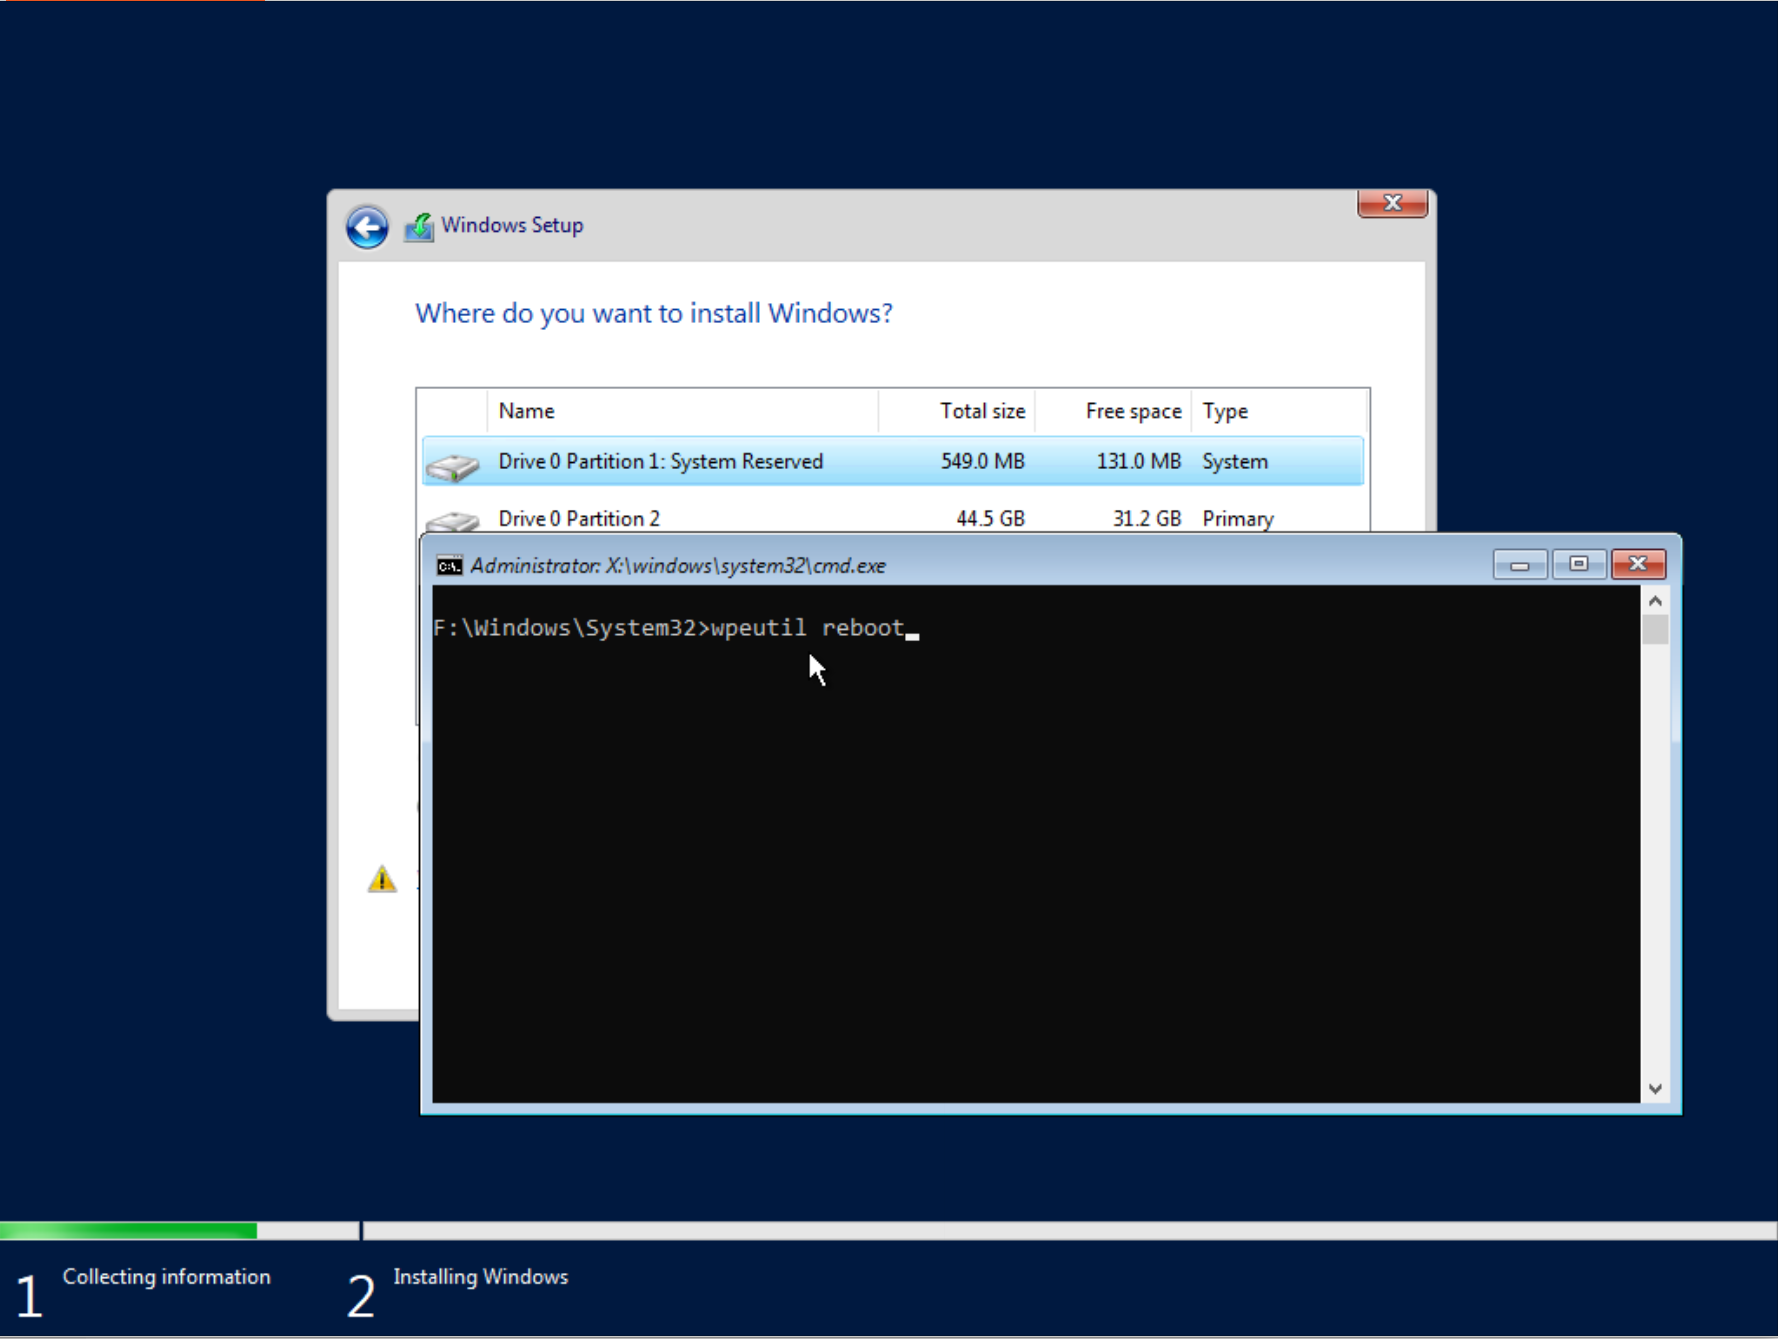 Windows Setup
Where do you want to install Windows?
Name Total size Free space Type
Drive 0 Partition 1: System Reserved 549.0 MB 131.0 MB System
Drive 0 Partition 2 44.5 GB 31.2 GB Primary
Administrator: X:\windows\system32\cmd.exe
F:\Windows\System32>wpeutil reboot
1 Collecting information 2 Installing Windows